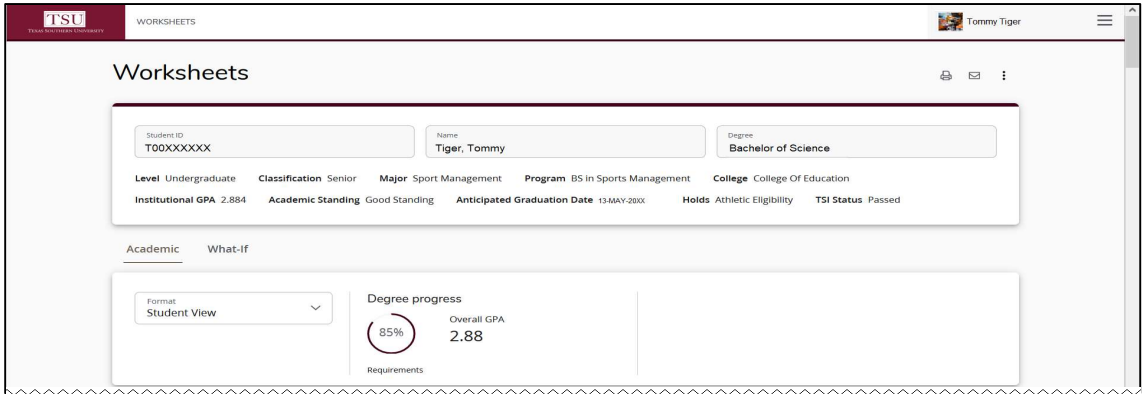 TSU
TEXAS SOUTHERN UNIVERSITY
WORKSHEETS
Tommy Tiger
Worksheets
Student ID
T00XXXXXX
Name
Tiger, Tommy
Degree
Bachelor of Science
Level Undergraduate Classification Senior Major Sport Management Program BS in Sports Management College College Of Education
Institutional GPA 2.884 Academic Standing Good Standing Anticipated Graduation Date 13-MAY-20XX Holds Athletic Eligibility TSI Status Passed
Academic What-If
Format
Student View
Degree progress
85%
Overall GPA
2.88
Requirements